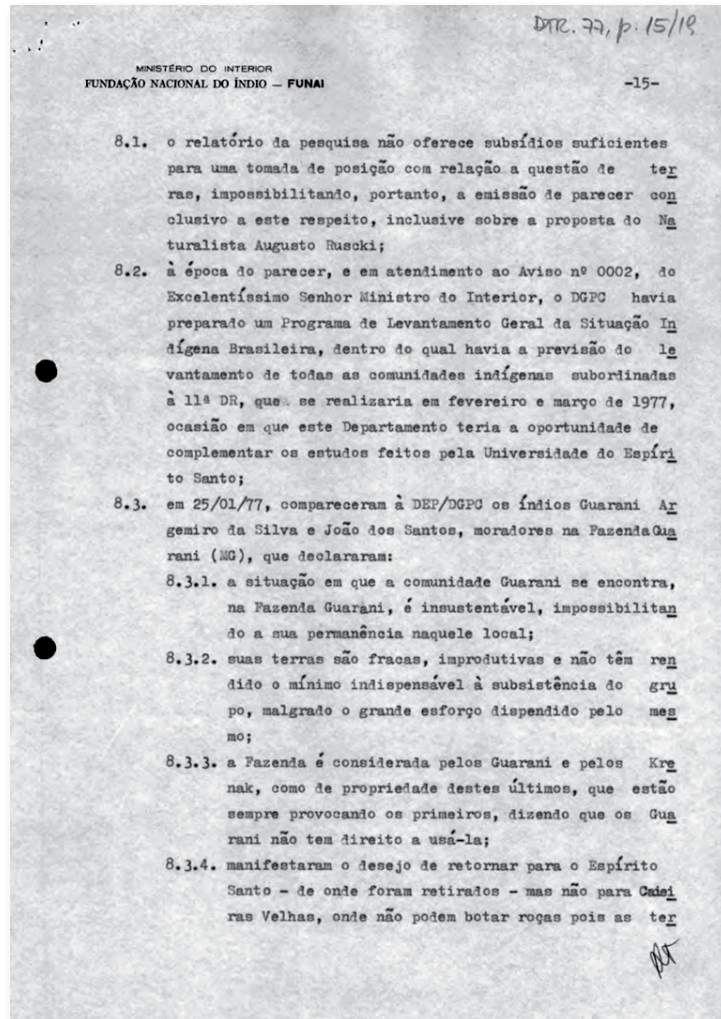 DTR. 77, p. 15/19
MINISTÉRIO DO INTERIOR
FUNDAÇÃO NACIONAL DO ÍNDIO — FUNAI
-15-
8.1. o relatório da pesquisa não oferece subsídios suficientes
para uma tomada de posição com relação a questão de ter
ras, impossibilitando, portanto, a emissão de parecer con
clusivo a este respeito, inclusive sobre a proposta do Na
turalista Augusto Ruscki;
8.2. à época do parecer, e em atendimento ao Aviso nº 0002, do
Excelentíssimo Senhor Ministro do Interior, o DGPC havia
preparado um Programa de Levantamento Geral da Situação In
dígena Brasileira, dentro do qual havia a previsão do le
vantamento de todas as comunidades indígenas subordinadas
à 11ª DR, que se realizaria em fevereiro e março de 1977,
ocasião em que este Departamento teria a oportunidade de
complementar os estudos feitos pela Universidade do Espíri
to Santo;
8.3. em 25/01/77, compareceram à DEP/DGPC os índios Guarani Ar
gemiro da Silva e João dos Santos, moradores na Fazenda Gua
rani (MG), que declararam:
8.3.1. a situação em que a comunidade Guarani se encontra,
na Fazenda Guarani, é insustentável, impossibilitan
do a sua permanência naquele local;
8.3.2. suas terras são fracas, improdutivas e não têm ren
dido o mínimo indispensável à subsistência do gru
po, malgrado o grande esforço dispendido pelo mes
mo;
8.3.3. a Fazenda é considerada pelos Guarani e pelos Kre
nak, como de propriedade destes últimos, que estão
sempre provocando os primeiros, dizendo que os Gua
rani não tem direito a usá-la;
8.3.4. manifestaram o desejo de retornar para o Espírito
Santo - de onde foram retirados - mas não para Caiei
ras Velhas, onde não podem botar roças pois as ter